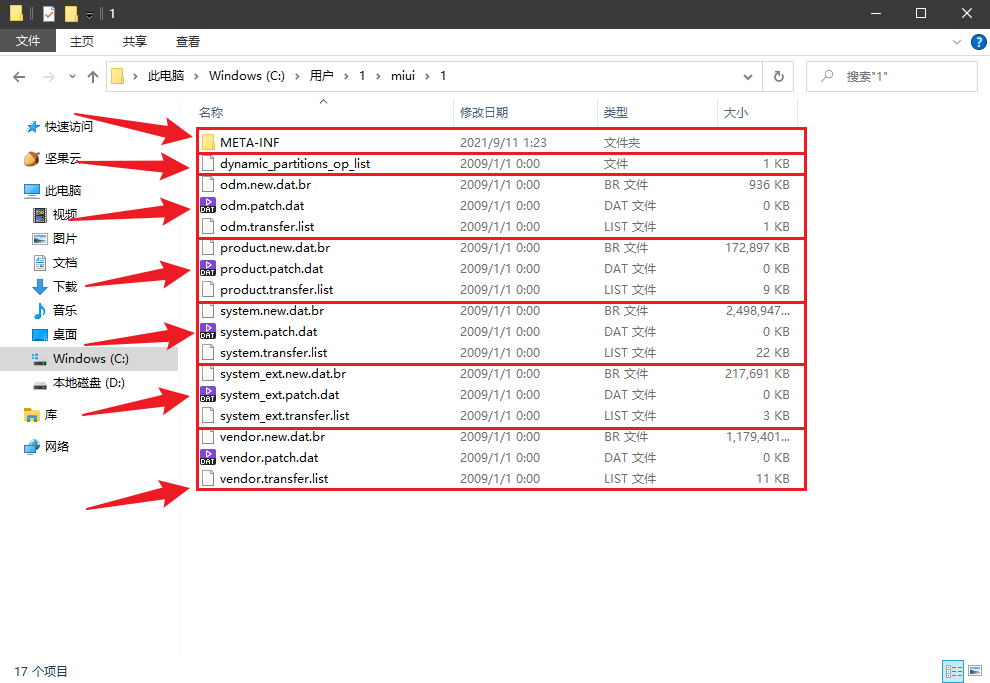 1
文件 主页 共享 查看
此电脑 Windows (C:) 用户 1 miui 1 搜索"1"
名称 修改日期 类型 大小
快速访问
坚果云
此电脑
视频
图片
文档
下载
音乐
桌面
Windows (C:)
本地磁盘 (D:)
库
网络
META-INF 2021/9/11 1:23 文件夹
dynamic_partitions_op_list 2009/1/1 0:00 文件 1 KB
odm.new.dat.br 2009/1/1 0:00 BR 文件 936 KB
DAT odm.patch.dat 2009/1/1 0:00 DAT 文件 0 KB
odm.transfer.list 2009/1/1 0:00 LIST 文件 1 KB
product.new.dat.br 2009/1/1 0:00 BR 文件 172,897 KB
DAT product.patch.dat 2009/1/1 0:00 DAT 文件 0 KB
product.transfer.list 2009/1/1 0:00 LIST 文件 9 KB
system.new.dat.br 2009/1/1 0:00 BR 文件 2,498,947...
DAT system.patch.dat 2009/1/1 0:00 DAT 文件 0 KB
system.transfer.list 2009/1/1 0:00 LIST 文件 22 KB
system_ext.new.dat.br 2009/1/1 0:00 BR 文件 217,691 KB
DAT system_ext.patch.dat 2009/1/1 0:00 DAT 文件 0 KB
system_ext.transfer.list 2009/1/1 0:00 LIST 文件 3 KB
vendor.new.dat.br 2009/1/1 0:00 BR 文件 1,179,401...
DAT vendor.patch.dat 2009/1/1 0:00 DAT 文件 0 KB
vendor.transfer.list 2009/1/1 0:00 LIST 文件 11 KB
17 个项目